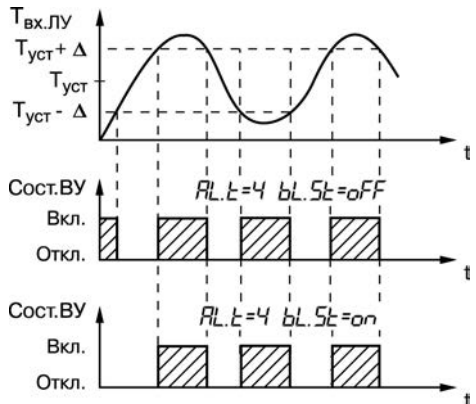 Tвх.ЛУ
Tуст+ Δ
Tуст
Tуст- Δ
t
Сост.ВУ
AL.t=4 bL.St=oFF
Вкл.
Откл.
t
Сост.ВУ
AL.t=4 bL.St=on
Вкл.
Откл.
t